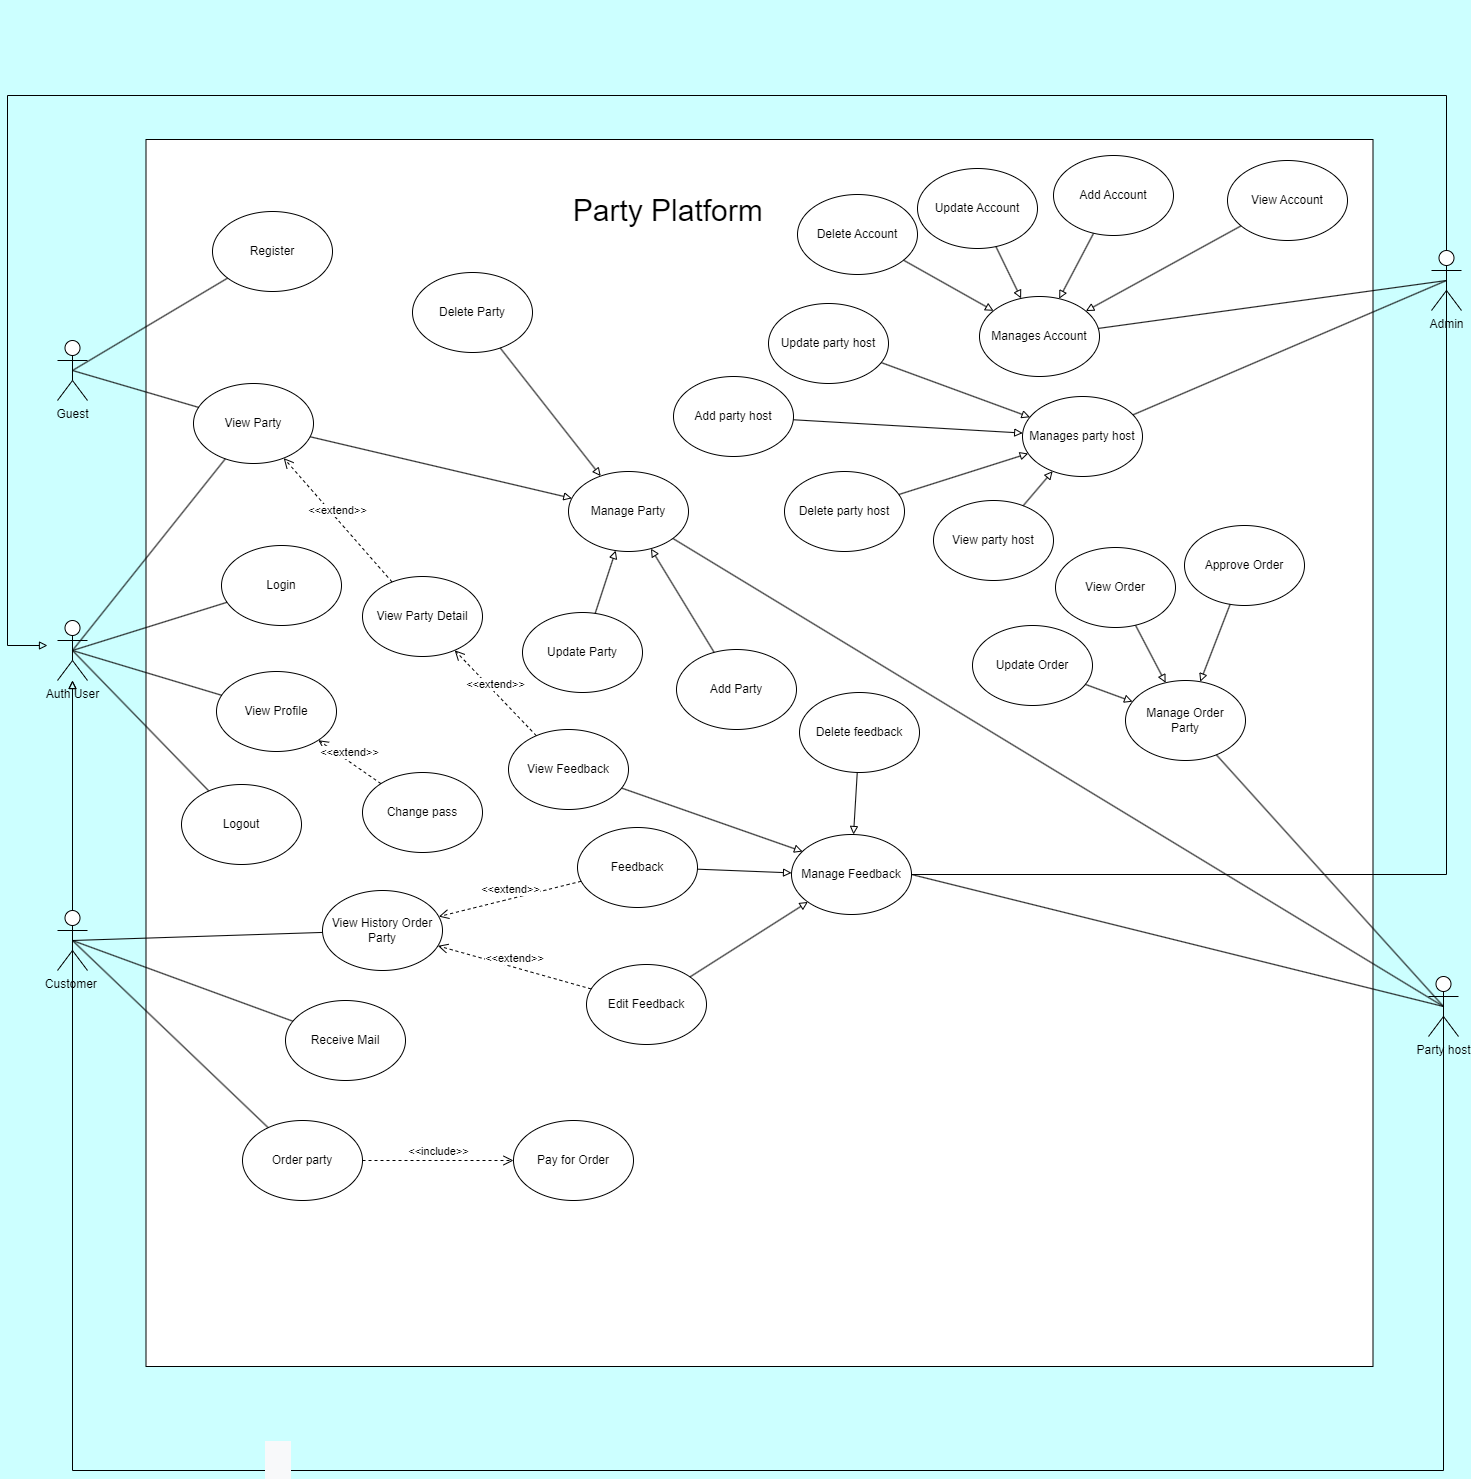 Party Platform
Delete Account
Update Account
Add Account
View Account
Register
Delete Party
Admin
Update party host
Manages Account
Guest
Add party host
View Party
Manages party host
Manage Party
Delete party host
<<extend>>
View party host
Approve Order
View Order
Login
View Party Detail
Update Party
Update Order
Auth User
<<extend>>
Add Party
View Profile
Manage Order
Party
Delete feedback
<<extend>>
View Feedback
Change pass
Logout
Feedback
Manage Feedback
<<extend>>
View History Order
Party
<<extend>>
Customer
Edit Feedback
Receive Mail
Party host
<<include>>
Order party
Pay for Order